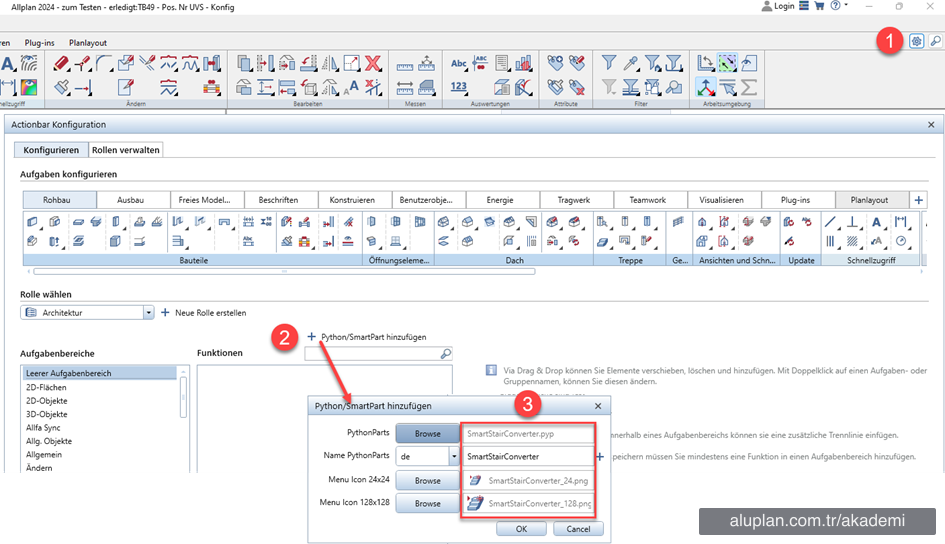 Allplan 2024 - zum Testen - erledigt:TB49 - Pos. Nr UVS - Konfig
Login
ren Plug-ins Planlayout
1
Abc
ABC
123
A
nellzugriff Ändern Bearbeiten Messen Auswertungen Attribute Filter Arbeitsumgebung
Actionbar Konfiguration
Konfigurieren Rollen verwalten
Aufgaben konfigurieren
Rohbau Ausbau Freies Model... Beschriften Konstruieren Benutzerobje... Energie Tragwerk Teamwork Visualisieren Plug-ins Planlayout
Bauteile Öffnungseleme... Dach Treppe Ge... Ansichten und Schn... Update Schnellzugriff
Rolle wählen
Architektur Neue Rolle erstellen
2 Python/SmartPart hinzufügen
Aufgabenbereiche Funktionen
Leerer Aufgabenbereich
2D-Flächen
2D-Objekte
3D-Objekte
Allfa Sync
Allg. Objekte
Allgemein
Ändern
Via Drag & Drop können Sie Elemente verschieben, löschen und hinzufügen. Mit Doppelklick auf einen Aufgaben- oder
Gruppennamen, können Sie diesen ändern.
nnerhalb eines Aufgabenbereichs können sie eine zusätzliche Trennlinie einfügen.
peichern müssen Sie mindestens eine Funktion in einen Aufgabenbereich hinzufügen.
Python/SmartPart hinzufügen 3
PythonParts Browse SmartStairConverter.pyp
Name PythonParts de SmartStairConverter
Menu Icon 24x24 Browse SmartStairConverter_24.png
Menu Icon 128x128 Browse SmartStairConverter_128.png
OK Cancel
aluplan.com.tr/akademi